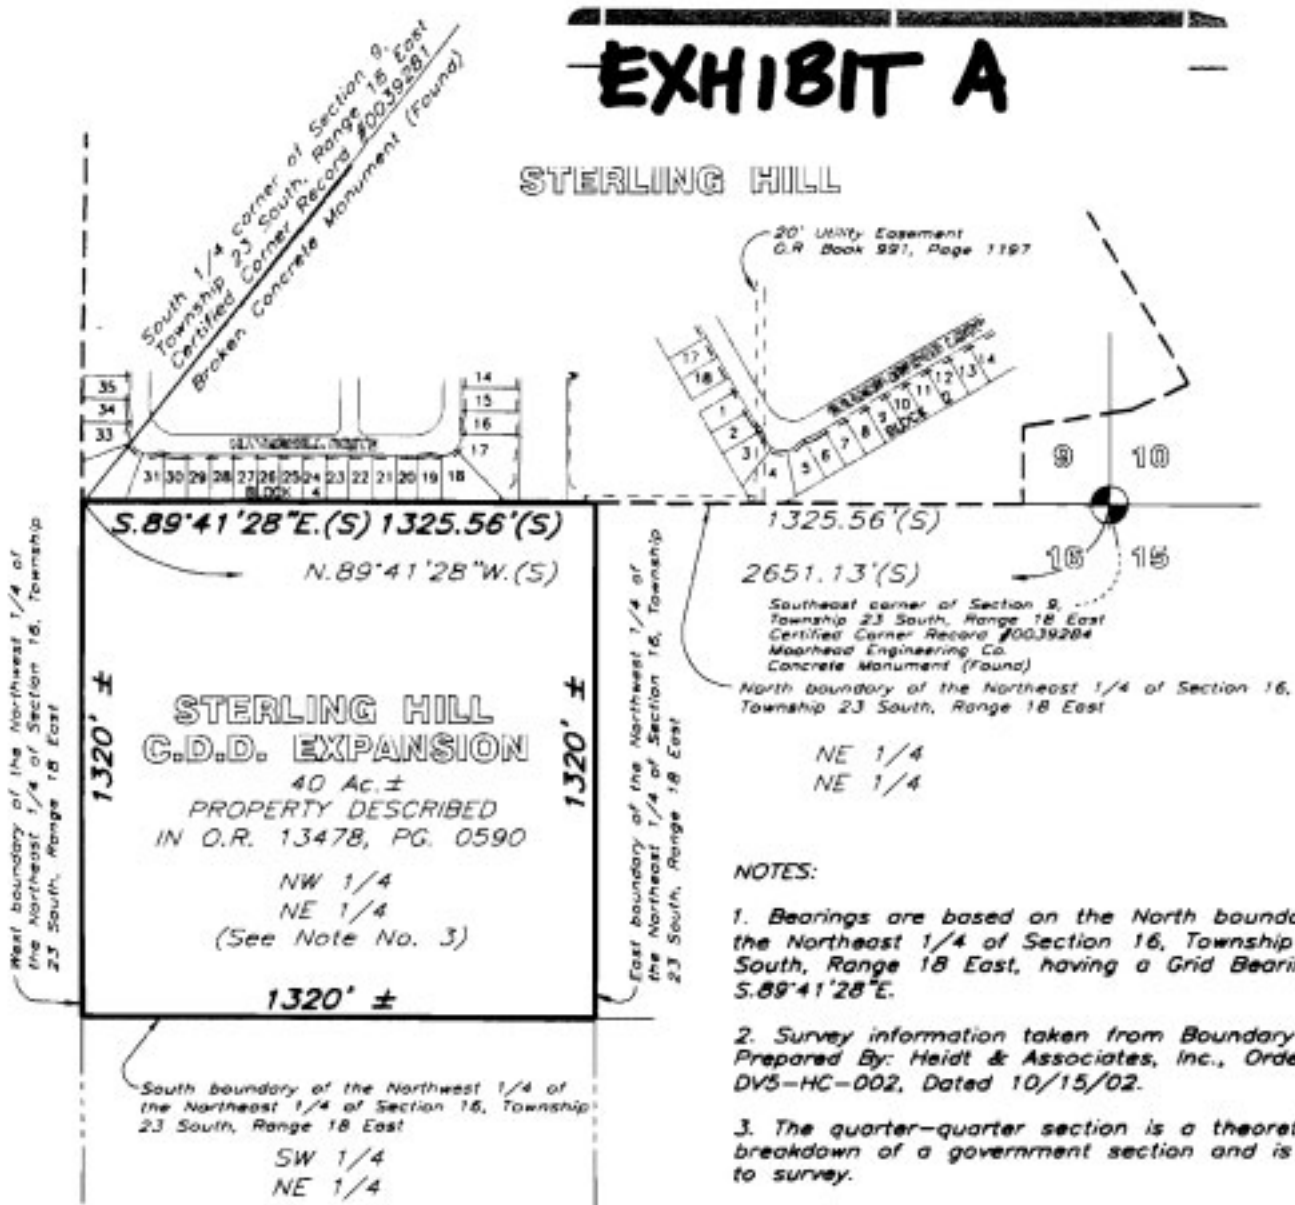 EXHIBIT A
STERLING HILL
South 1/4 corner of Section 9,
Township 23 South, Range 18 East
Certified Corner Record #0039281
Broken Concrete Monument (Found)
20' Utility Easement
O.R Book 991, Page 1197
35
34
33
14
15
16
17
31 30 29 28 27 26 25 24 23 22 21 20 19 18
BLOCK 4
17
18
1
2
3
4 5 6 7 8 9 10 11 12 13 14
BLOCK 12
9 10
16 15
S.89°41'28"E.(S) 1325.56'(S)
N.89°41'28"W.(S)
1325.56'(S)
2651.13'(S)
Southeast corner of Section 9,
Township 23 South, Range 18 East
Certified Corner Record #0039284
Moorhead Engineering Co.
Concrete Monument (Found)
North boundary of the Northeast 1/4 of Section 16,
Township 23 South, Range 18 East
West boundary of the Northwest 1/4 of
the Northeast 1/4 of Section 16, Township
23 South, Range 18 East
1320' ±
STERLING HILL
C.D.D. EXPANSION
40 Ac.±
PROPERTY DESCRIBED
IN O.R. 13478, PG. 0590
NW 1/4
NE 1/4
(See Note No. 3)
1320' ±
1320' ±
East boundary of the Northwest 1/4 of
the Northeast 1/4 of Section 16, Township
23 South, Range 18 East
NE 1/4
NE 1/4
South boundary of the Northwest 1/4 of
the Northeast 1/4 of Section 16, Township
23 South, Range 18 East
SW 1/4
NE 1/4
NOTES:
1. Bearings are based on the North bounda
the Northeast 1/4 of Section 16, Township
South, Range 18 East, having a Grid Bearin
S.89°41'28"E.
2. Survey information taken from Boundary
Prepared By: Heidt & Associates, Inc., Orde
DV5-HC-002, Dated 10/15/02.
3. The quarter-quarter section is a theoret
breakdown of a government section and is
to survey.